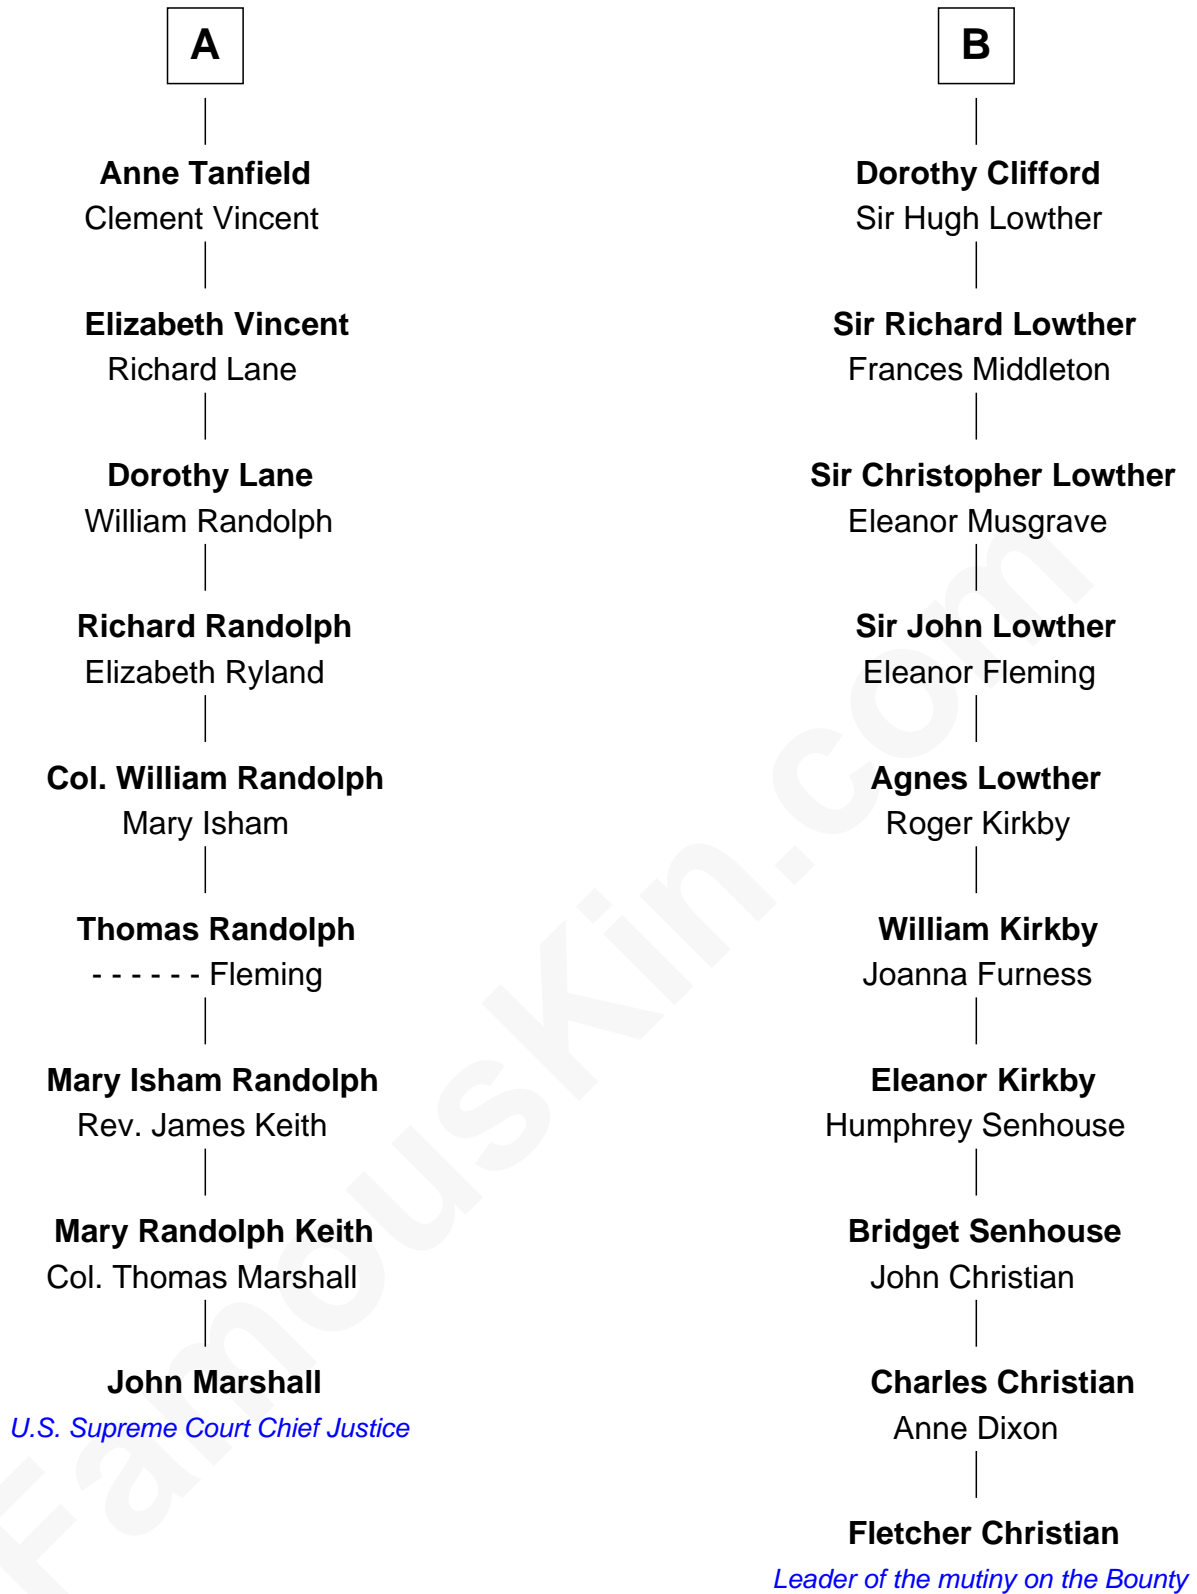 A
Anne Tanfield
Clement Vincent
Elizabeth Vincent
Richard Lane
Dorothy Lane
William Randolph
Richard Randolph
Elizabeth Ryland
Col. William Randolph
Mary Isham
Thomas Randolph
- - - - - - Fleming
Mary Isham Randolph
Rev. James Keith
Mary Randolph Keith
Col. Thomas Marshall
John Marshall
U.S. Supreme Court Chief Justice
B
Dorothy Clifford
Sir Hugh Lowther
Sir Richard Lowther
Frances Middleton
Sir Christopher Lowther
Eleanor Musgrave
Sir John Lowther
Eleanor Fleming
Agnes Lowther
Roger Kirkby
William Kirkby
Joanna Furness
Eleanor Kirkby
Humphrey Senhouse
Bridget Senhouse
John Christian
Charles Christian
Anne Dixon
Fletcher Christian
Leader of the mutiny on the Bounty
FamousKin.com